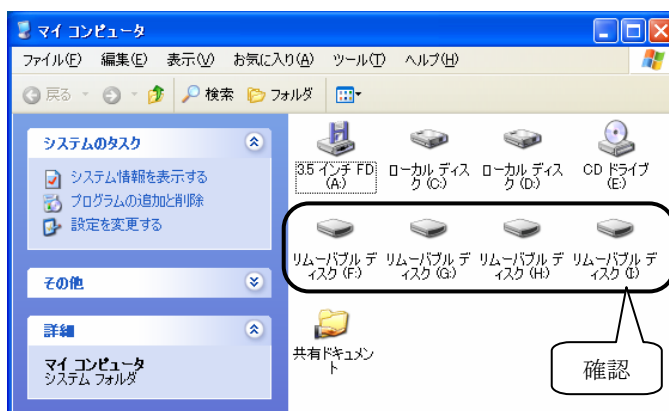 マイ コンピュータ
ファイル(F) 編集(E) 表示(V) お気に入り(A) ツール(T) ヘルプ(H)
戻る 検索 フォルダ
システムのタスク
システム情報を表示する
プログラムの追加と削除
設定を変更する
その他
詳細
マイ コンピュータ
システム フォルダ
3.5 インチ FD
(A:)
ローカル ディス
ク (C:)
ローカル ディス
ク (D:)
CD ドライブ
(E:)
リムーバブル デ
ィスク (F:)
リムーバブル デ
ィスク (G:)
リムーバブル デ
ィスク (H:)
リムーバブル デ
ィスク (I:)
共有ドキュメン
ト
確認